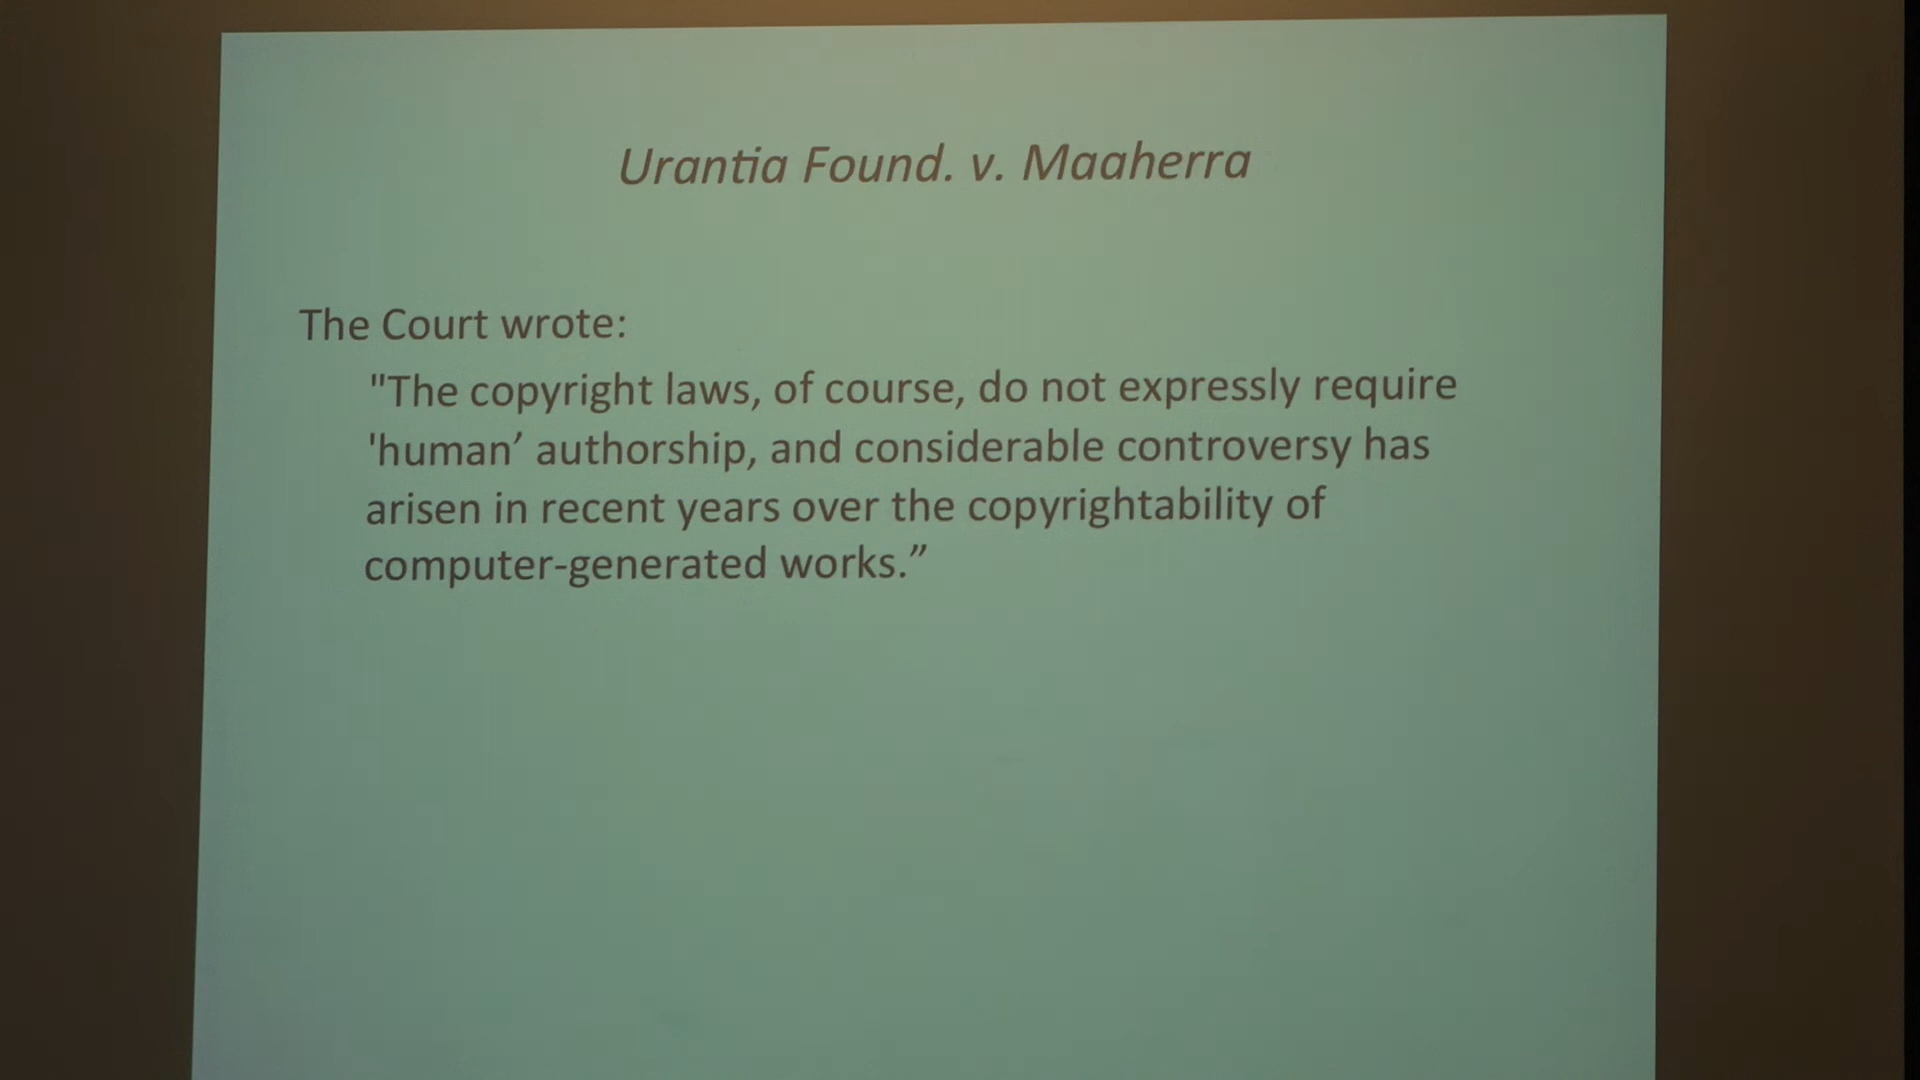 Urantia Found. v. Maaherra
The Court wrote:
"The copyright laws, of course, do not expressly require
'human’ authorship, and considerable controversy has
arisen in recent years over the copyrightability of
computer-generated works.”